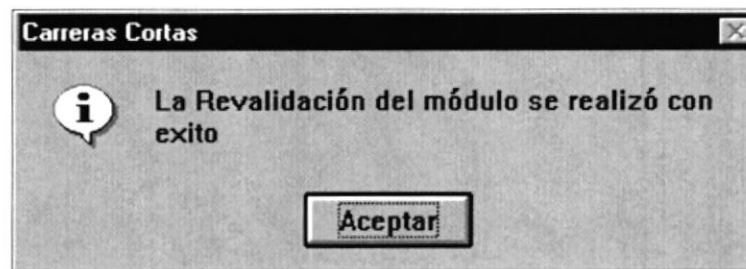 Carreras Cortas
La Revalidación del módulo se realizó con
exito
Aceptar